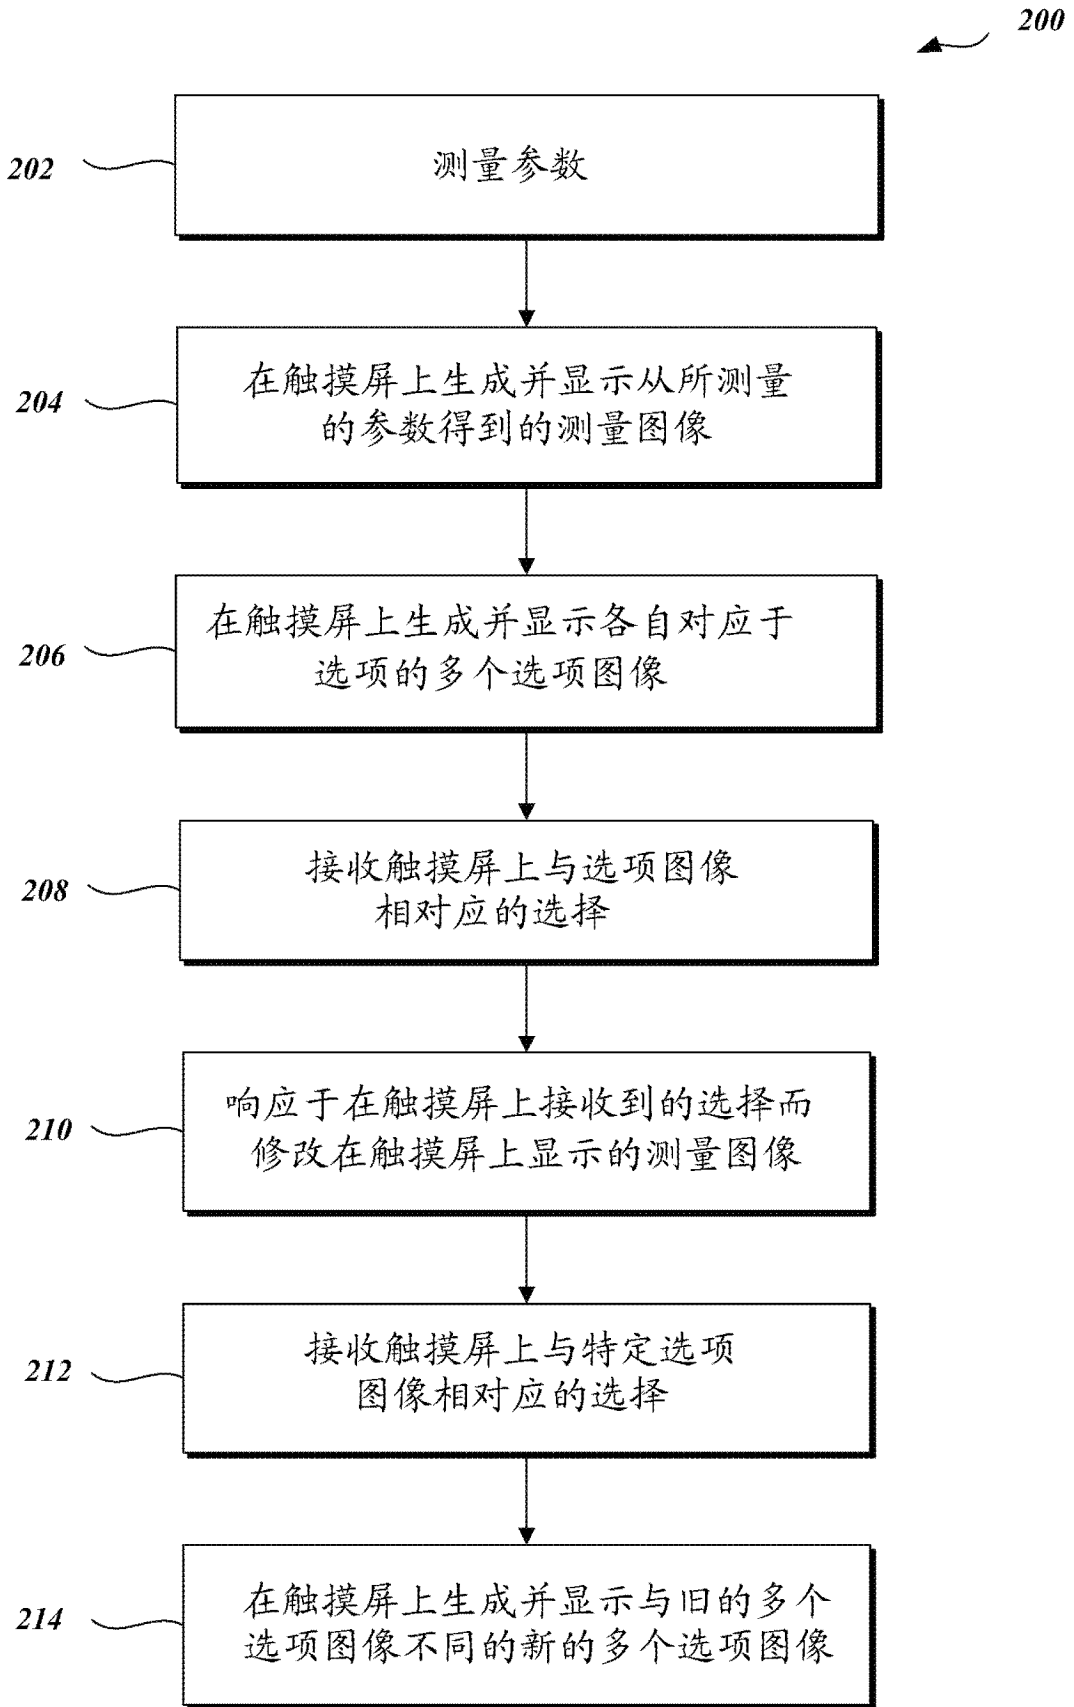 200
202
测量参数
204
在触摸屏上生成并显示从所测量
的参数得到的测量图像
206
在触摸屏上生成并显示各自对应于
选项的多个选项图像
208
接收触摸屏上与选项图像
相对应的选择
210
响应于在触摸屏上接收到的选择而
修改在触摸屏上显示的测量图像
212
接收触摸屏上与特定选项
图像相对应的选择
214
在触摸屏上生成并显示与旧的多个
选项图像不同的新的多个选项图像